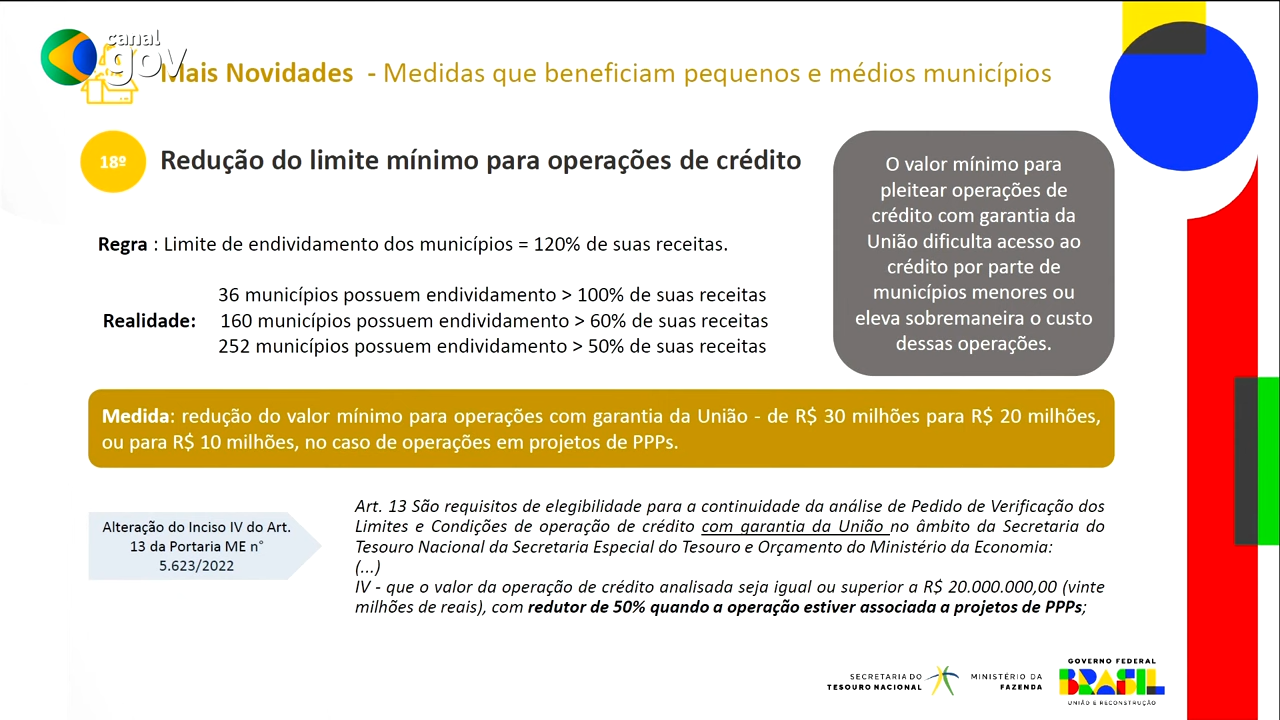 canal
gov
Mais Novidades - Medidas que beneficiam pequenos e médios municípios
18º
Redução do limite mínimo para operações de crédito
O valor mínimo para
pleitear operações de
crédito com garantia da
União dificulta acesso ao
crédito por parte de
municípios menores ou
eleva sobremaneira o custo
dessas operações.
Regra : Limite de endividamento dos municípios = 120% de suas receitas.
36 municípios possuem endividamento > 100% de suas receitas
Realidade: 160 municípios possuem endividamento > 60% de suas receitas
252 municípios possuem endividamento > 50% de suas receitas
Medida: redução do valor mínimo para operações com garantia da União - de R$ 30 milhões para R$ 20 milhões,
ou para R$ 10 milhões, no caso de operações em projetos de PPPs.
Alteração do Inciso IV do Art.
13 da Portaria ME n°
5.623/2022
Art. 13 São requisitos de elegibilidade para a continuidade da análise de Pedido de Verificação dos
Limites e Condições de operação de crédito com garantia da União no âmbito da Secretaria do
Tesouro Nacional da Secretaria Especial do Tesouro e Orçamento do Ministério da Economia:
(...)
IV - que o valor da operação de crédito analisada seja igual ou superior a R$ 20.000.000,00 (vinte
milhões de reais), com redutor de 50% quando a operação estiver associada a projetos de PPPs;
SECRETARIA DO
TESOURO NACIONAL
MINISTÉRIO DA
FAZENDA
GOVERNO FEDERAL
BRASIL
UNIÃO E RECONSTRUÇÃO